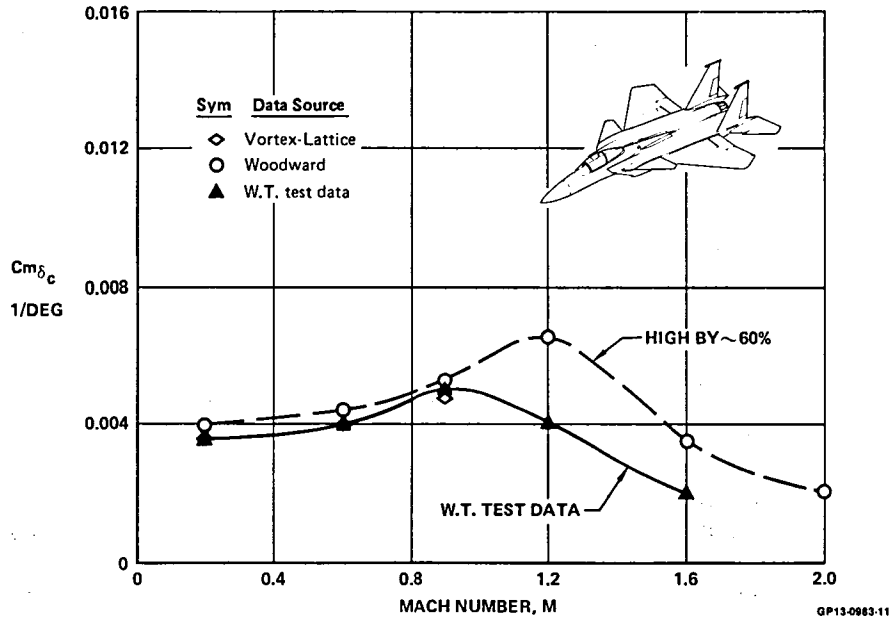 0.016
0.012
0.008
0.004
0
Cmδc
1/DEG
Sym Data Source
Vortex-Lattice
Woodward
W.T. test data
HIGH BY ~ 60%
W.T. TEST DATA
0 0.4 0.8 1.2 1.6 2.0
MACH NUMBER, M
GP13-0983-11